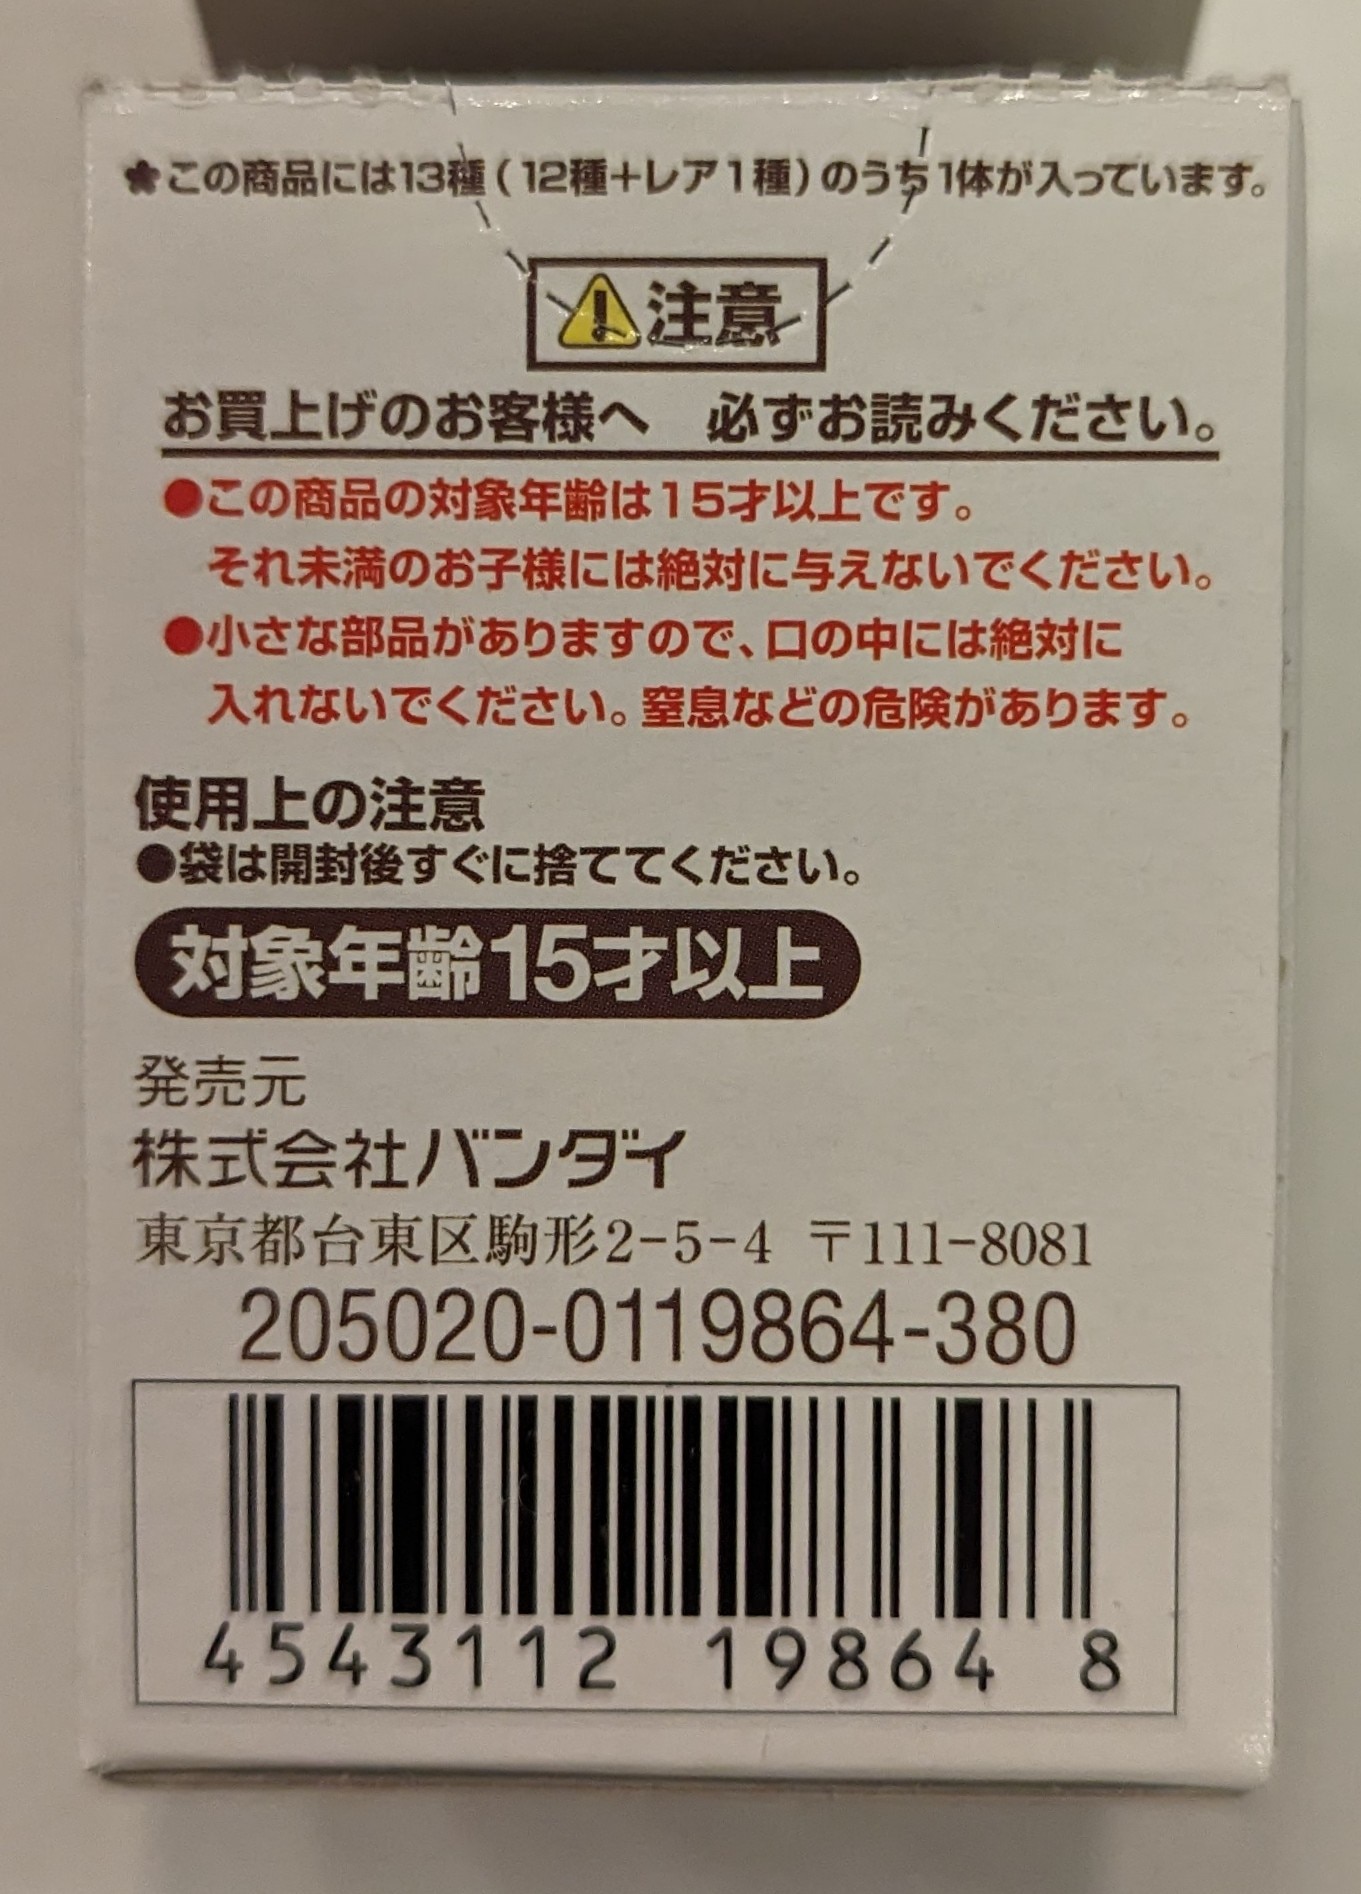 ★この商品には13種(12種+レア1種)のうち1体が入っています。
注意
お買上げのお客様へ 必ずお読みください。
●この商品の対象年齢は15才以上です。
それ未満のお子様には絶対に与えないでください。
●小さな部品がありますので、口の中には絶対に
入れないでください。窒息などの危険があります。
使用上の注意
●袋は開封後すぐに捨ててください。
対象年齢15才以上
発売元
株式会社バンダイ
東京都台東区駒形2-5-4 〒111-8081
205020-0119864-380
4543112 19864 8